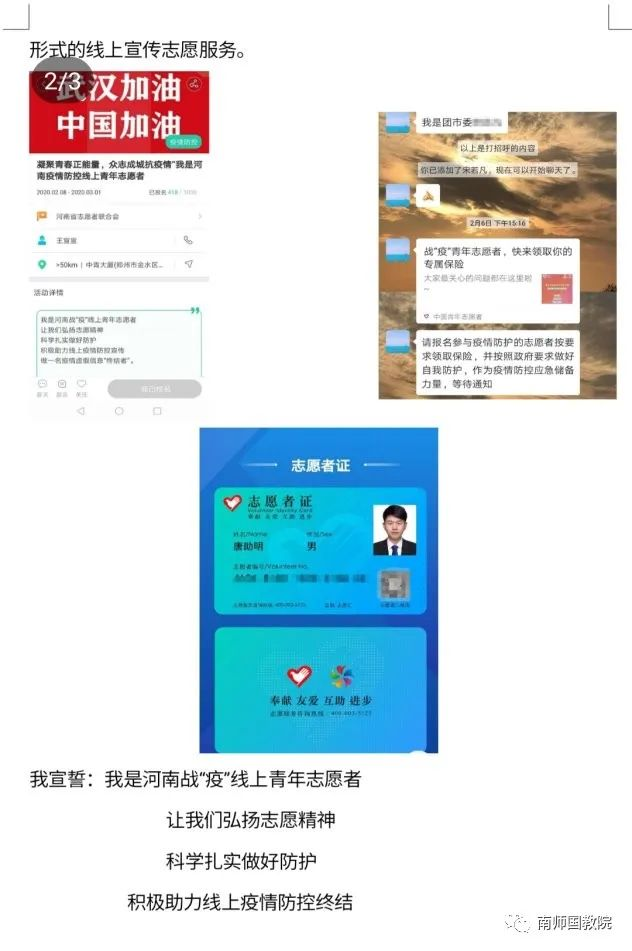 形式的线上宣传志愿服务。
2/3
武汉加油
中国加油
疫情防控
凝聚青春正能量，众志成城抗疫情“我是河
南疫情防控线上青年志愿者
2020.02.08 - 2020.03.01
已报名 418 / 1000
河南省志愿者联合会
王宣宣
>50km | 中青大厦(郑州市金水区...
活动详情
我是河南战“疫”线上青年志愿者
让我们弘扬志愿精神
科学扎实做好防护
积极助力线上疫情防控宣传
做一名疫情虚假信息“终结者”。
我已报名
我是团市委
以上是打招呼的内容
你已添加了宋若凡，现在可以开始聊天了。
2月6日 下午15:16
战“疫”青年志愿者，快来领取你的
专属保险
大家最关心的问题都在这里啦
~
中国青年志愿者
请报名参与疫情防护的志愿者按要
求领取保险，并按照政府要求做好
自我防护，作为疫情防控应急储备
力量，等待通知
志愿者证
志愿者证
Volunteer Identity Card
奉献 友爱 互助 进步
姓名/Name
性别/Sex
唐助明
男
志愿者编号/Volunteer No.
奉献 友爱 互助 进步
志愿服务咨询热线：400-003-5125
我宣誓：我是河南战“疫”线上青年志愿者
让我们弘扬志愿精神
科学扎实做好防护
积极助力线上疫情防控终结
南师国教院